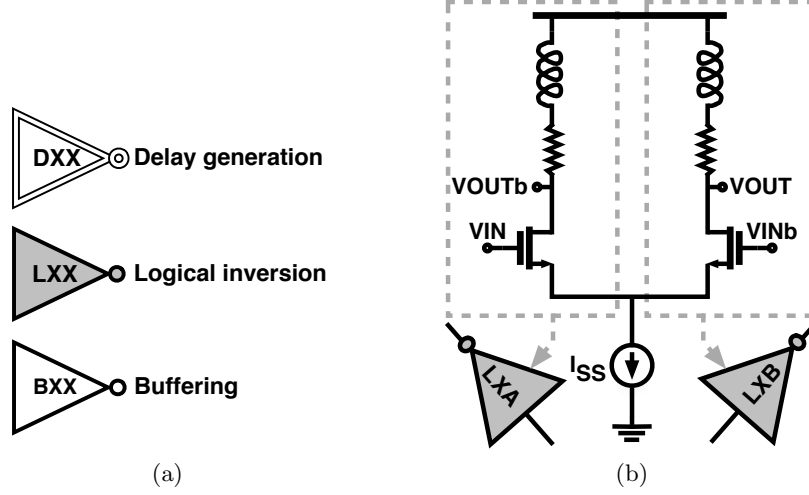 DXX Delay generation
LXX Logical inversion
BXX Buffering
(a)
VOUTb VOUT
VIN VINb
ISS
LXA LXB
(b)